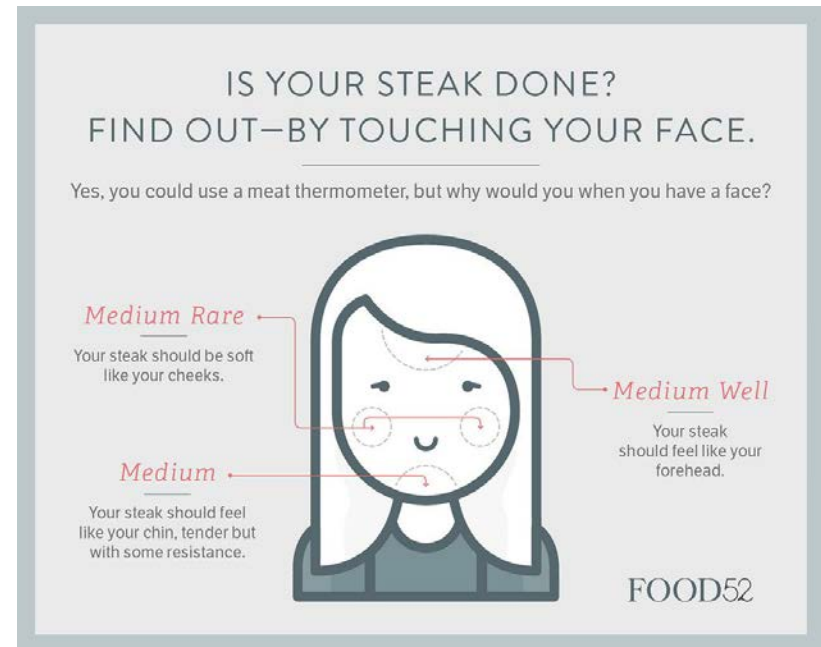 IS YOUR STEAK DONE?
FIND OUT—BY TOUCHING YOUR FACE.
Yes, you could use a meat thermometer, but why would you when you have a face?
Medium Rare
Your steak should be soft
like your cheeks.
Medium Well
Your steak
should feel like your
forehead.
Medium
Your steak should feel
like your chin, tender but
with some resistance.
FOOD52